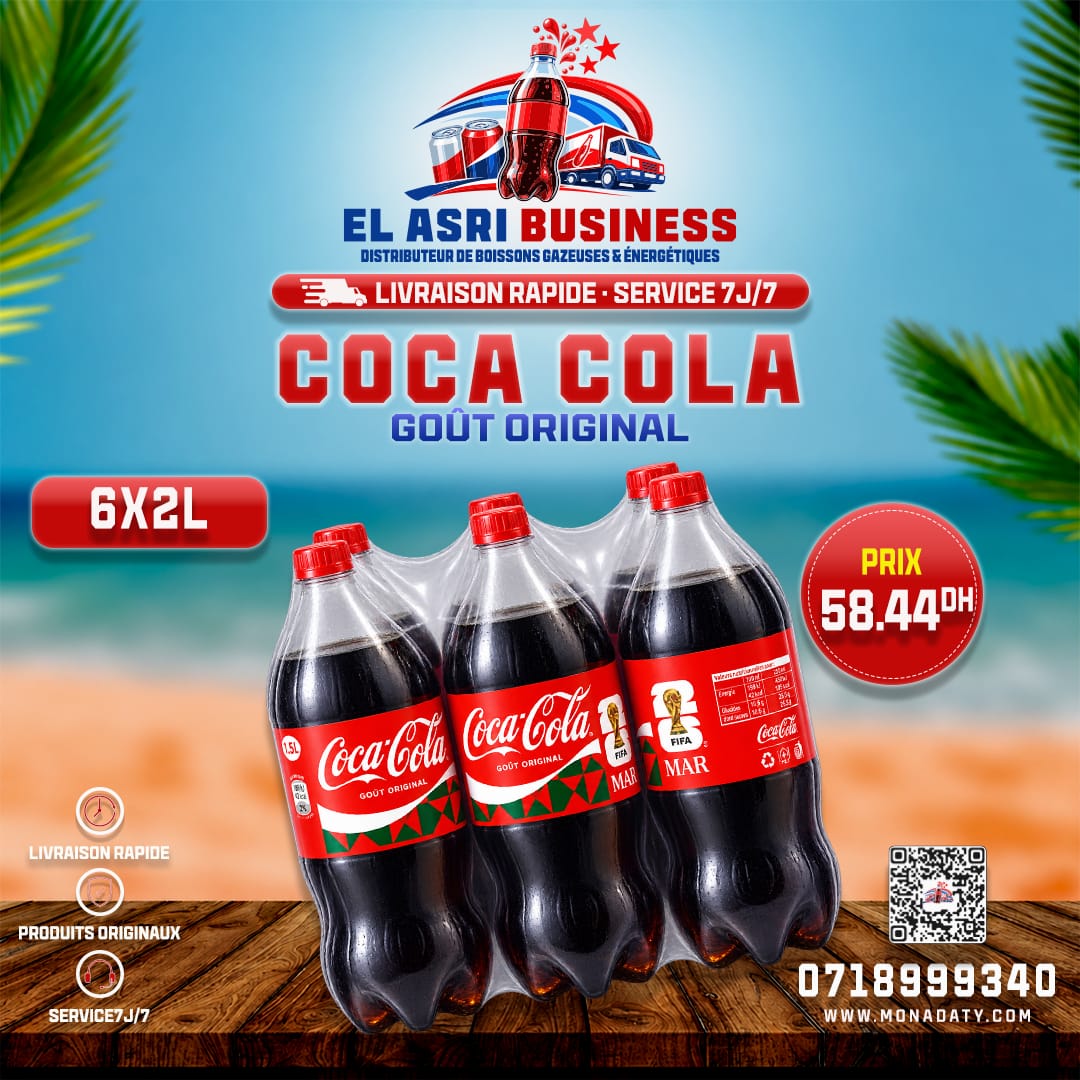 EL ASRI BUSINESS
DISTRIBUTEUR DE BOISSONS GAZEUSES & ÉNERGÉTIQUES
LIVRAISON RAPIDE · SERVICE 7J/7
COCA COLA
GOÛT ORIGINAL
6X2L
PRIX
58.44DH
1.5L
Coca-Cola
GOÛT ORIGINAL
Coca-Cola
GOÛT ORIGINAL
FIFA
MAR
FIFA
MAR
Energie
Coca-Cola
LIVRAISON RAPIDE
PRODUITS ORIGINAUX
SERVICE7J/7
0718999340
WWW.MONADATY.COM